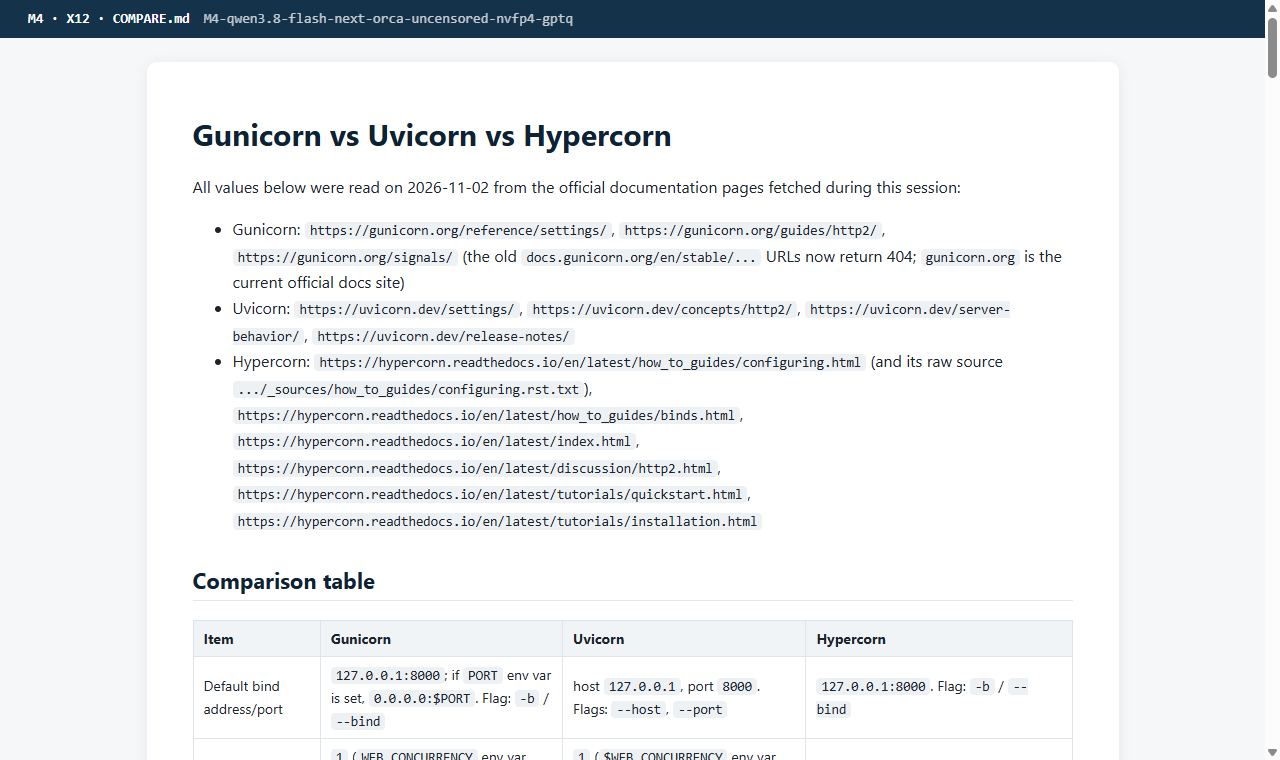 M4 · X12 · COMPARE.md M4-qwen3.8-flash-next-orca-uncensored-nvfp4-gptq
Gunicorn vs Uvicorn vs Hypercorn
All values below were read on 2026-11-02 from the official documentation pages fetched during this session:
• Gunicorn: https://gunicorn.org/reference/settings/, https://gunicorn.org/guides/http2/,
https://gunicorn.org/signals/ (the old docs.gunicorn.org/en/stable/... URLs now return 404; gunicorn.org is the
current official docs site)
• Uvicorn: https://uvicorn.dev/settings/, https://uvicorn.dev/concepts/http2/, https://uvicorn.dev/server-
behavior/, https://uvicorn.dev/release-notes/
• Hypercorn: https://hypercorn.readthedocs.io/en/latest/how_to_guides/configuring.html (and its raw source
.../_sources/how_to_guides/configuring.rst.txt),
https://hypercorn.readthedocs.io/en/latest/how_to_guides/binds.html,
https://hypercorn.readthedocs.io/en/latest/index.html,
https://hypercorn.readthedocs.io/en/latest/discussion/http2.html,
https://hypercorn.readthedocs.io/en/latest/tutorials/quickstart.html,
https://hypercorn.readthedocs.io/en/latest/tutorials/installation.html
Comparison table
Item Gunicorn Uvicorn Hypercorn
Default bind
address/port
127.0.0.1:8000; if PORT env var
is set, 0.0.0.0:$PORT. Flag: -b /
--bind
host 127.0.0.1, port 8000.
Flags: --host, --port
127.0.0.1:8000. Flag: -b / --
bind
1 (WEB_CONCURRENCY env var
1 ($WEB_CONCURRENCY env var